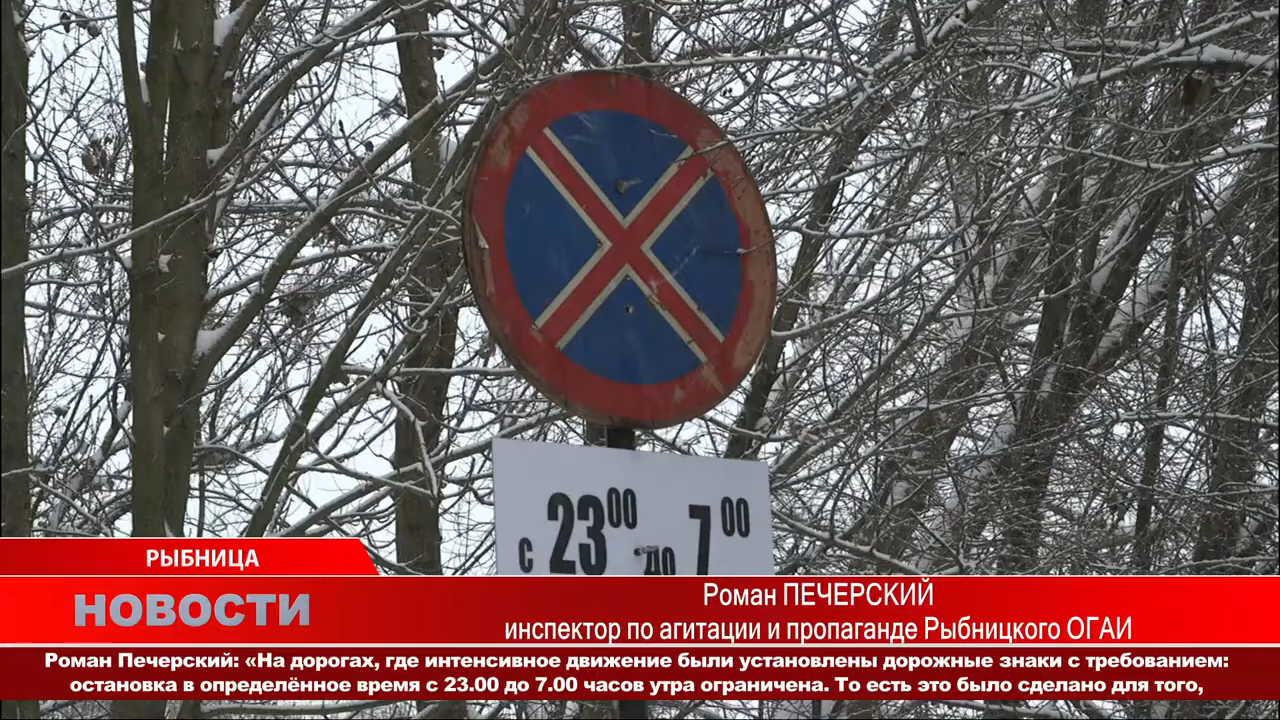 с 23⁰⁰ до 7⁰⁰
РЫБНИЦА
НОВОСТИ
Роман ПЕЧЕРСКИЙ
инспектор по агитации и пропаганде Рыбницкого ОГАИ
Роман Печерский: «На дорогах, где интенсивное движение были установлены дорожные знаки с требованием:
остановка в определённое время с 23.00 до 7.00 часов утра ограничена. То есть это было сделано для того,